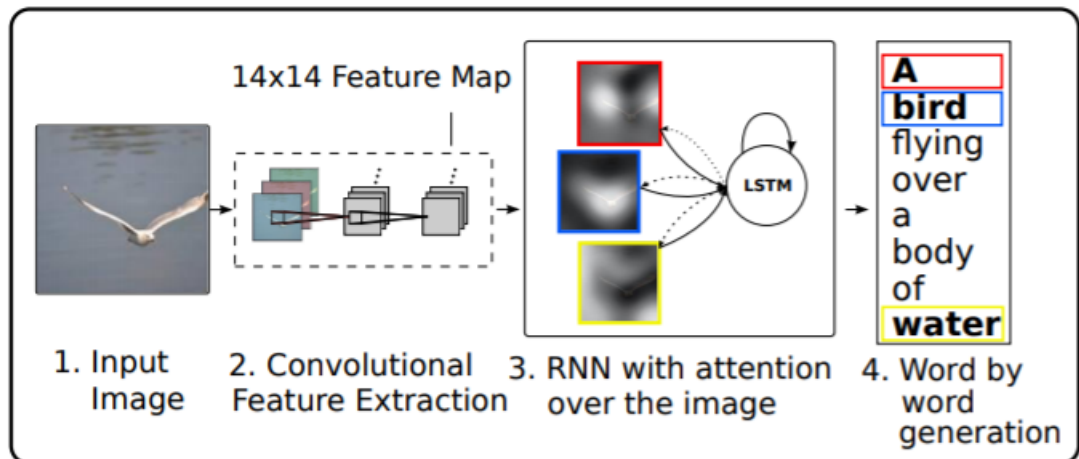 14x14 Feature Map
LSTM
A
bird
flying
over
a
body
of
water
1. Input
Image
2. Convolutional
Feature Extraction
3. RNN with attention
over the image
4. Word by
word
generation